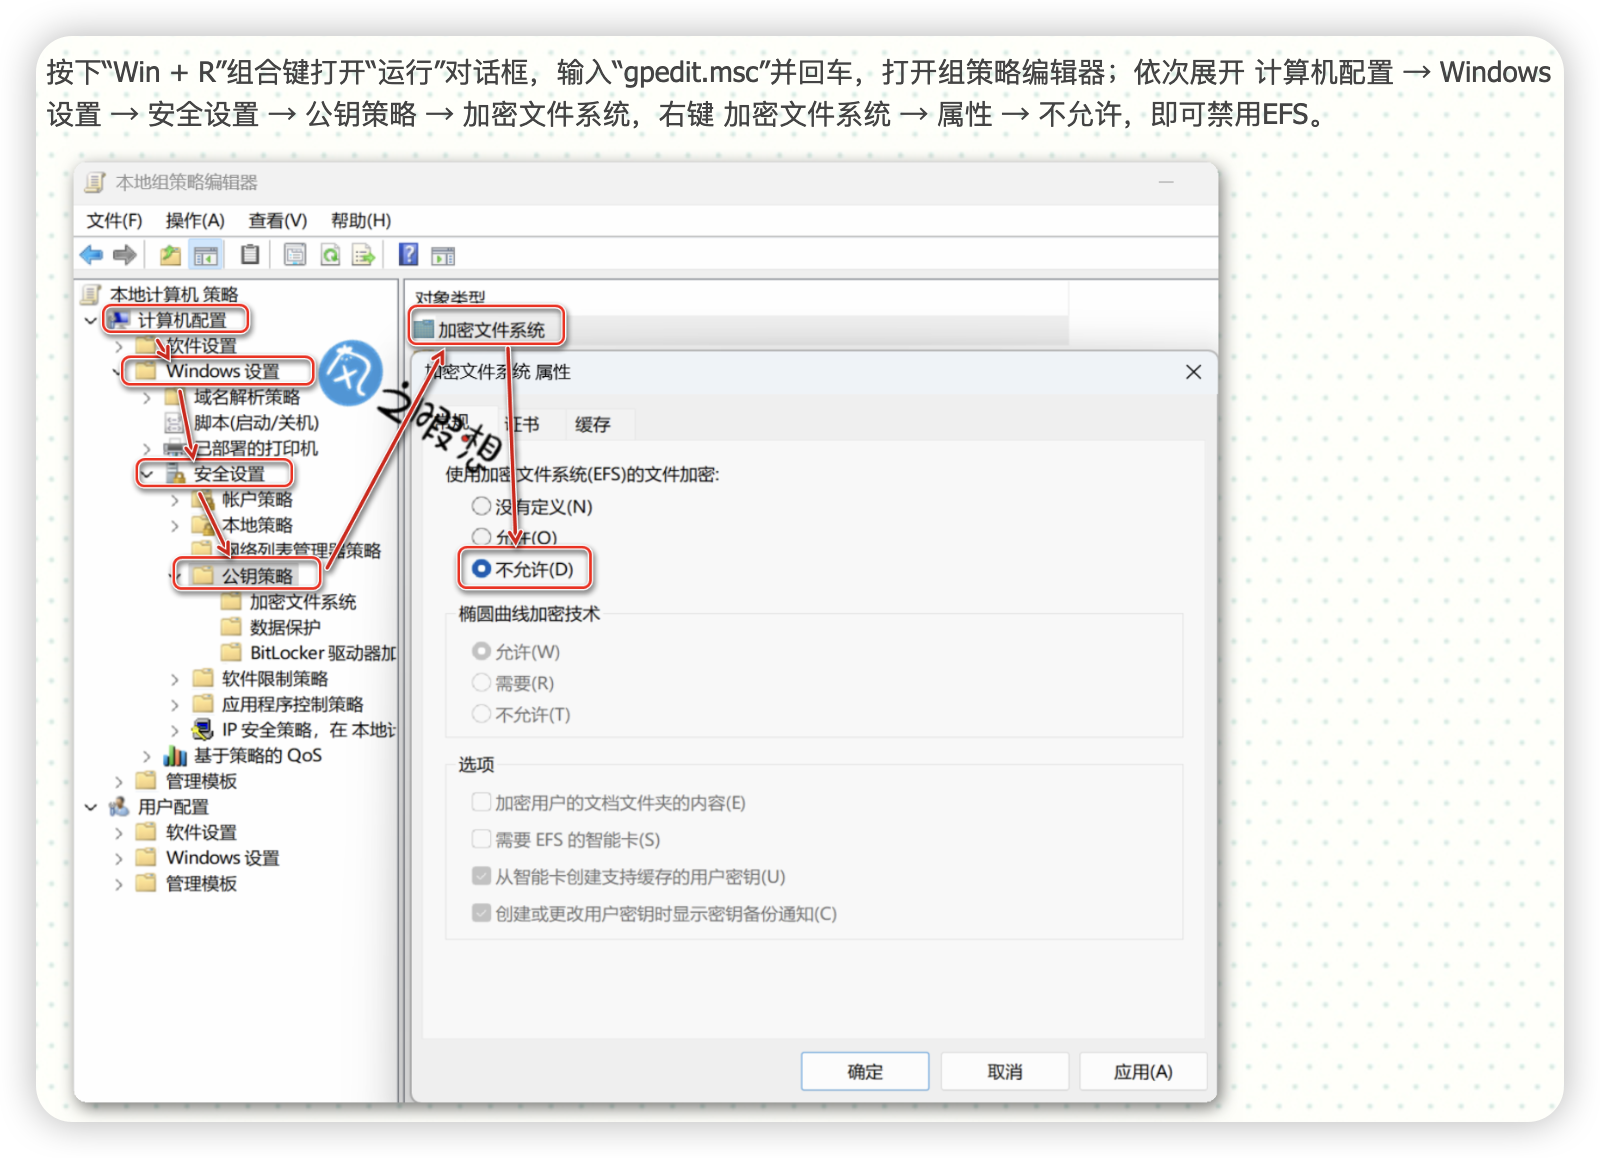 按下“Win + R”组合键打开“运行”对话框，输入“gpedit.msc”并回车，打开组策略编辑器；依次展开 计算机配置 → Windows
设置 → 安全设置 → 公钥策略 → 加密文件系统，右键 加密文件系统 → 属性 → 不允许，即可禁用EFS。
本地组策略编辑器
文件(F) 操作(A) 查看(V) 帮助(H)
本地计算机 策略
计算机配置
软件设置
Windows 设置
域名解析策略
脚本(启动/关机)
已部署的打印机
安全设置
帐户策略
本地策略
网络列表管理器策略
公钥策略
加密文件系统
数据保护
BitLocker 驱动器加
软件限制策略
应用程序控制策略
IP 安全策略，在 本地计
基于策略的 QoS
管理模板
用户配置
软件设置
Windows 设置
管理模板
对象类型
加密文件系统
风之暇想
加密文件系统 属性
常规 证书 缓存
使用加密文件系统(EFS)的文件加密:
没有定义(N)
允许(O)
不允许(D)
椭圆曲线加密技术
允许(W)
需要(R)
不允许(T)
选项
加密用户的文档文件夹的内容(E)
需要 EFS 的智能卡(S)
从智能卡创建支持缓存的用户密钥(U)
创建或更改用户密钥时显示密钥备份通知(C)
确定 取消 应用(A)